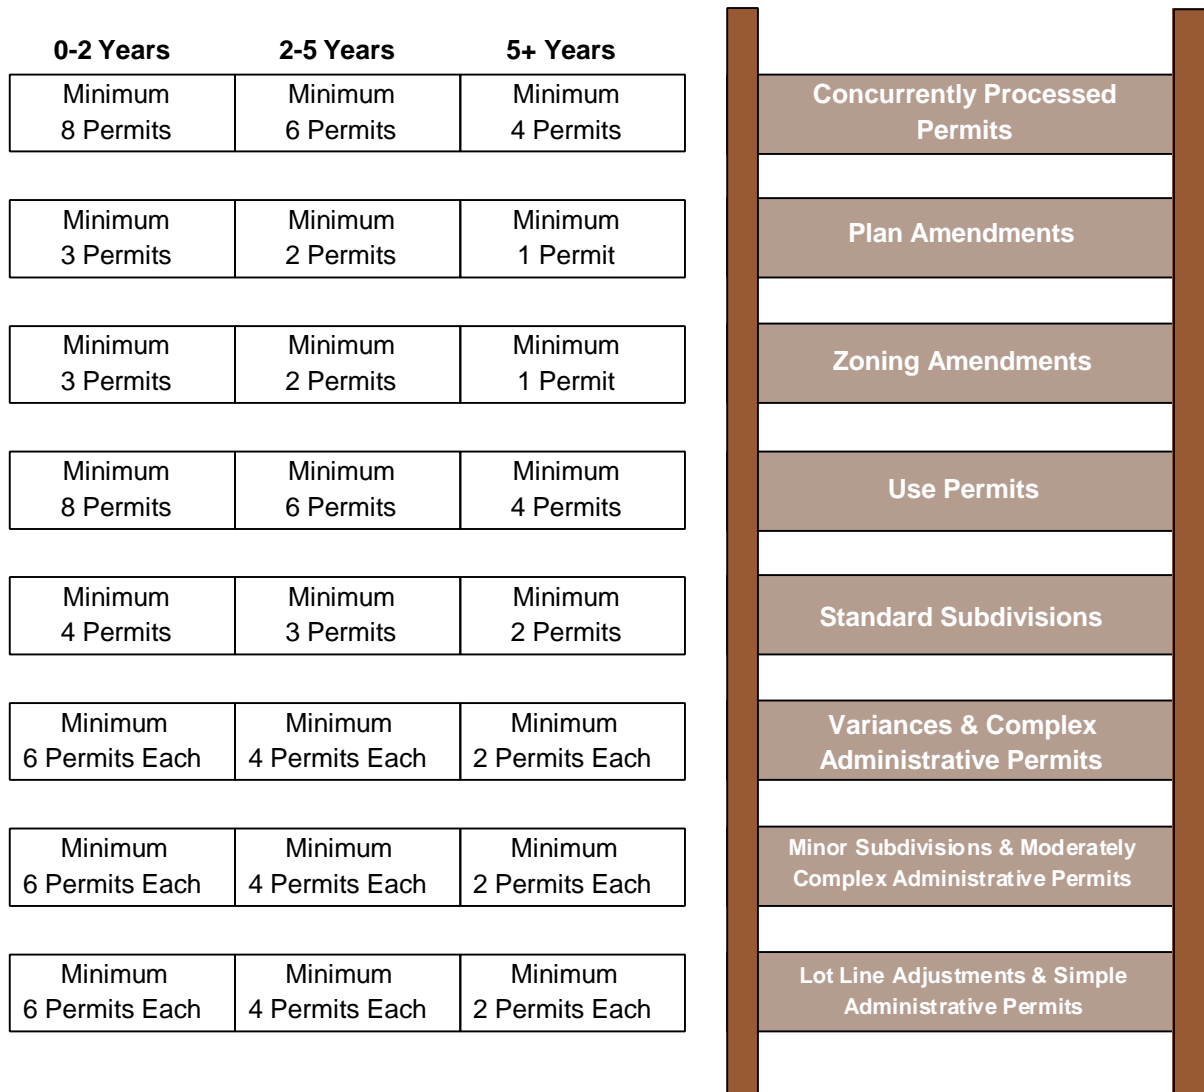 0-2 Years 2-5 Years 5+ Years
Minimum Minimum Minimum Concurrently Processed
8 Permits 6 Permits 4 Permits Permits
Minimum Minimum Minimum Plan Amendments
3 Permits 2 Permits 1 Permit
Minimum Minimum Minimum Zoning Amendments
3 Permits 2 Permits 1 Permit
Minimum Minimum Minimum Use Permits
8 Permits 6 Permits 4 Permits
Minimum Minimum Minimum Standard Subdivisions
4 Permits 3 Permits 2 Permits
Minimum Minimum Minimum Variances & Complex
6 Permits Each 4 Permits Each 2 Permits Each Administrative Permits
Minimum Minimum Minimum Minor Subdivisions & Moderately
6 Permits Each 4 Permits Each 2 Permits Each Complex Administrative Permits
Minimum Minimum Minimum Lot Line Adjustments & Simple
6 Permits Each 4 Permits Each 2 Permits Each Administrative Permits